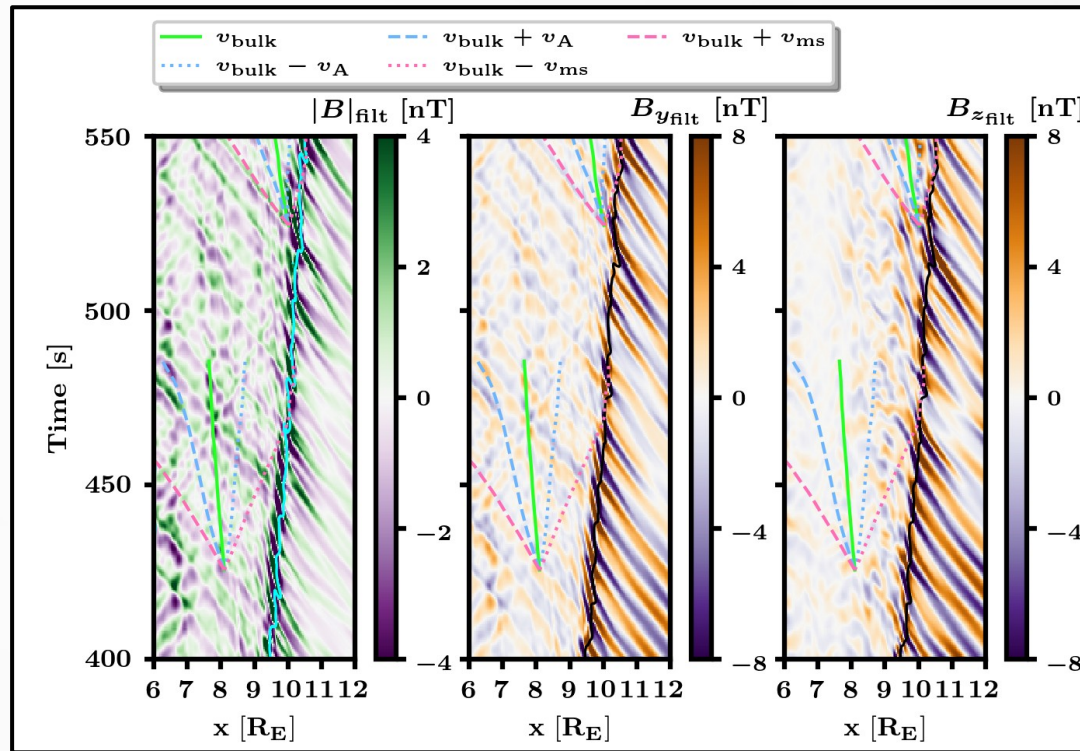 v_bulk   v_bulk + v_A   v_bulk + v_ms
v_bulk − v_A   v_bulk − v_ms
|B|_filt [nT]   B_y_filt [nT]   B_z_filt [nT]
550   4   8   8
2   4   4
500
0   0   0
Time [s]
450
−2   −4   −4
400   −4   −8   −8
6 7 8 9 10 11 12   6 7 8 9 10 11 12   6 7 8 9 10 11 12
x [R_E]   x [R_E]   x [R_E]